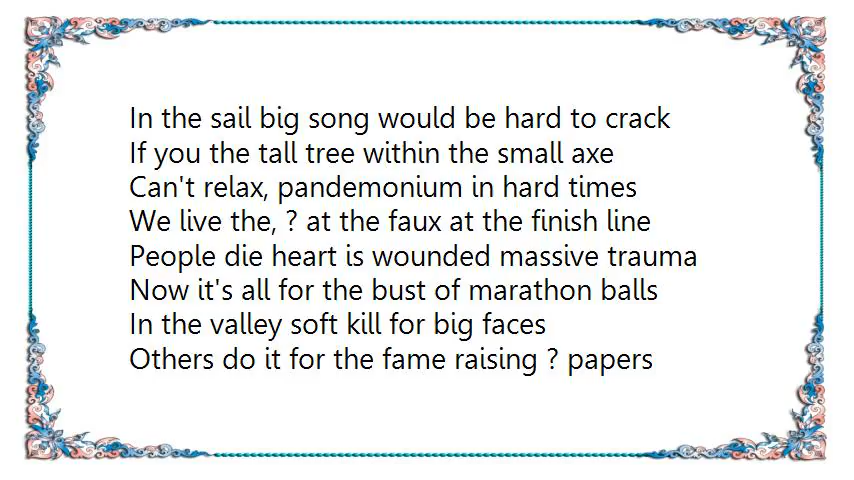 In the sail big song would be hard to crack
If you the tall tree within the small axe
Can't relax, pandemonium in hard times
We live the, ? at the faux at the finish line
People die heart is wounded massive trauma
Now it's all for the bust of marathon balls
In the valley soft kill for big faces
Others do it for the fame raising ? papers